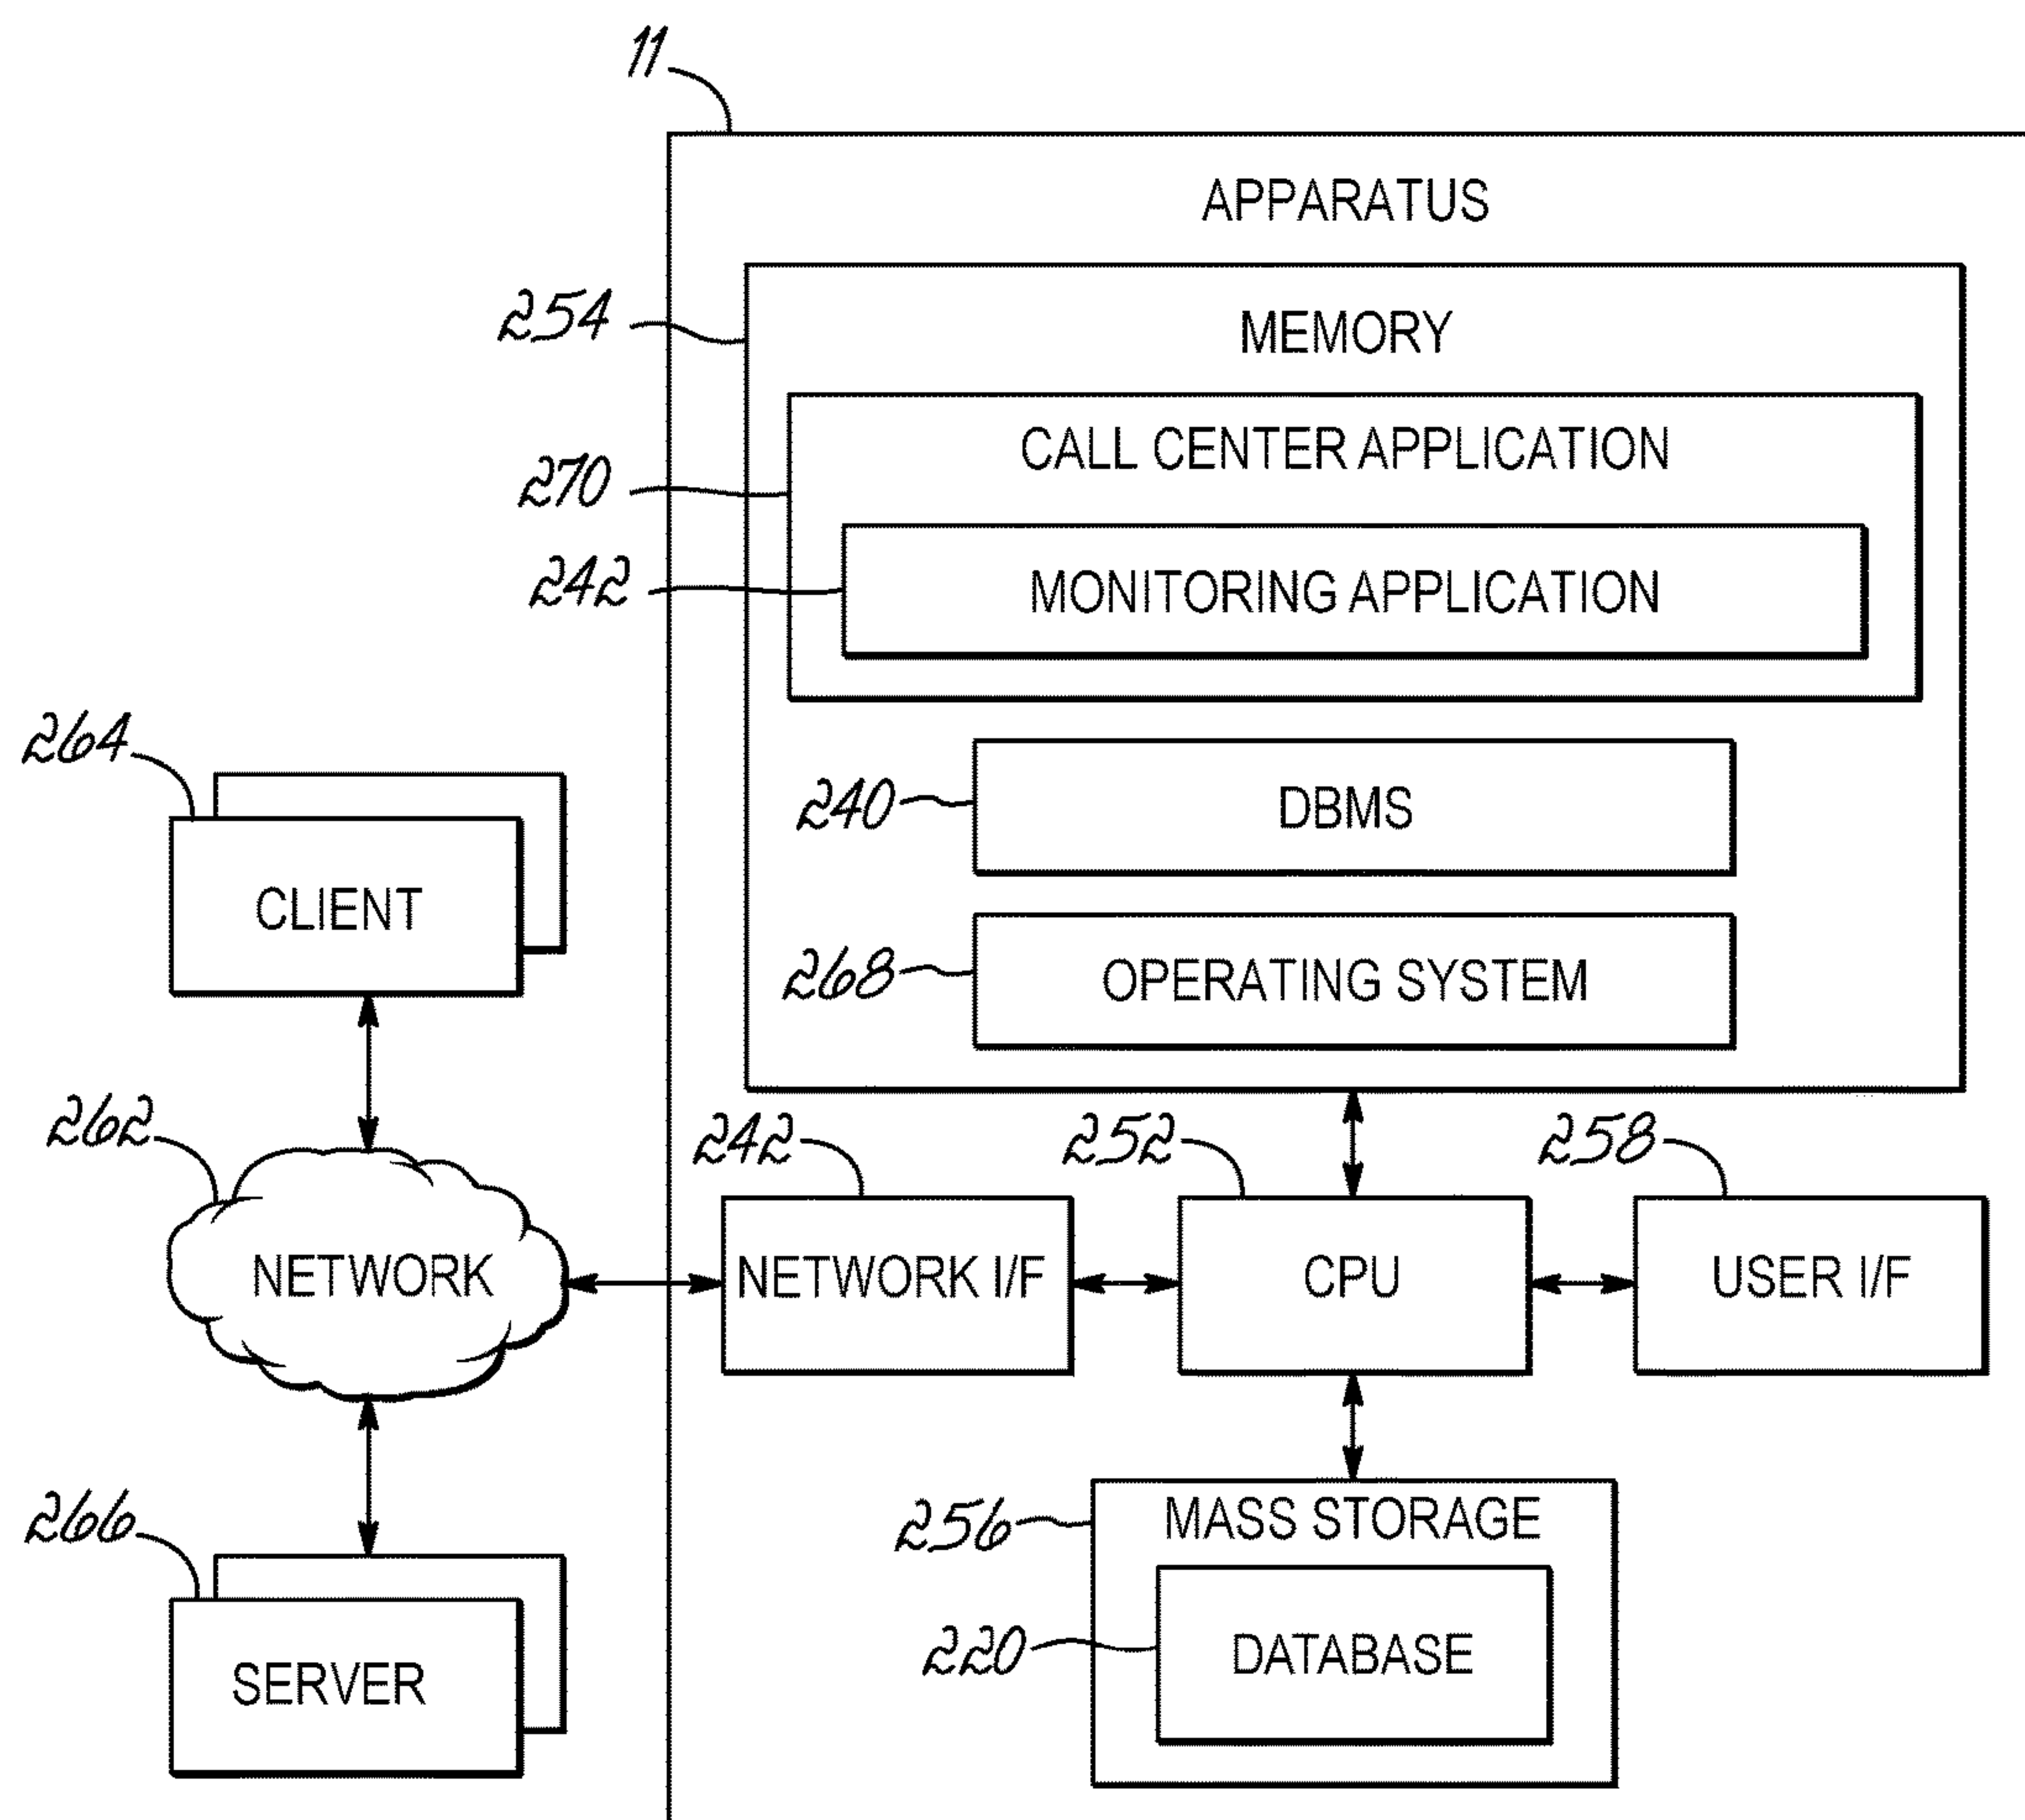 11
APPARATUS
254
MEMORY
270
CALL CENTER APPLICATION
242
MONITORING APPLICATION
264
CLIENT
240
DBMS
268
OPERATING SYSTEM
262
NETWORK
242
252
258
NETWORK I/F
CPU
USER I/F
266
SERVER
256
MASS STORAGE
220
DATABASE